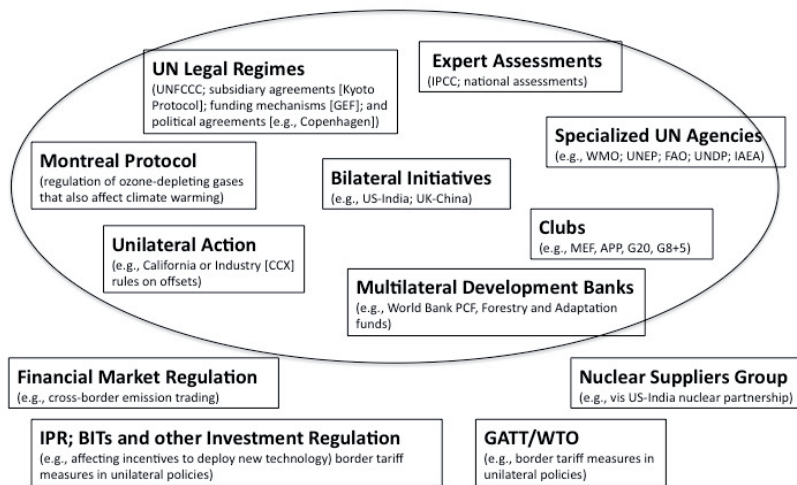 UN Legal Regimes
(UNFCCC; subsidiary agreements [Kyoto
Protocol]; funding mechanisms [GEF]; and
political agreements [e.g., Copenhagen])
Expert Assessments
(IPCC; national assessments)
Specialized UN Agencies
(e.g., WMO; UNEP; FAO; UNDP; IAEA)
Montreal Protocol
(regulation of ozone-depleting gases
that also affect climate warming)
Bilateral Initiatives
(e.g., US-India; UK-China)
Clubs
(e.g., MEF, APP, G20, G8+5)
Unilateral Action
(e.g., California or Industry [CCX]
rules on offsets)
Multilateral Development Banks
(e.g., World Bank PCF, Forestry and Adaptation
funds)
Financial Market Regulation
(e.g., cross-border emission trading)
Nuclear Suppliers Group
(e.g., vis US-India nuclear partnership)
IPR; BITs and other Investment Regulation
(e.g., affecting incentives to deploy new technology) border tariff
measures in unilateral policies)
GATT/WTO
(e.g., border tariff measures in
unilateral policies)